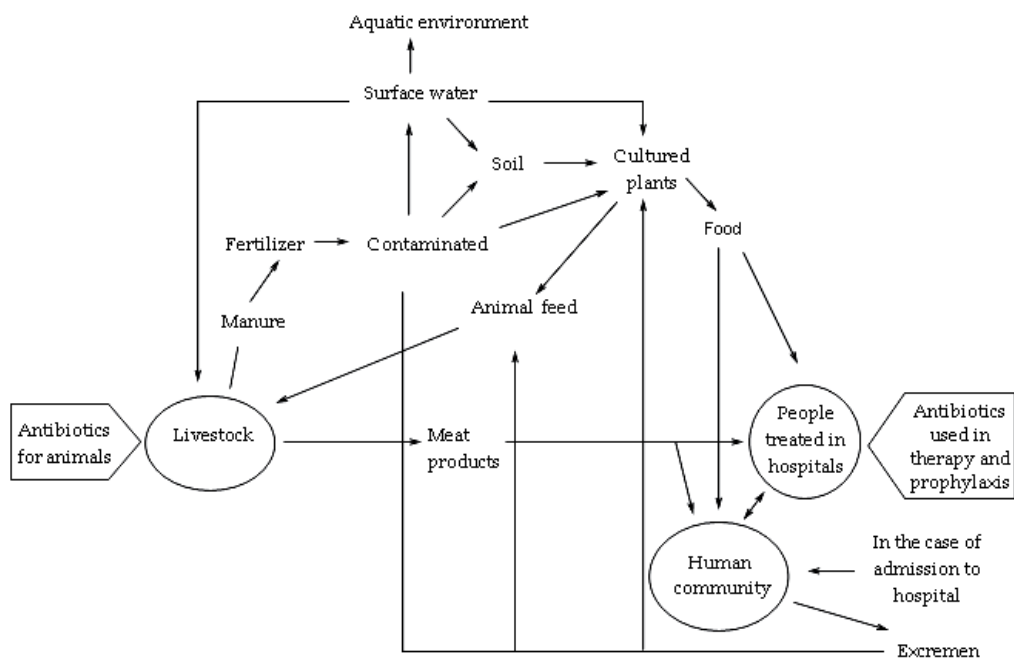 Aquatic environment
Surface water
Soil
Cultured
plants
Food
Fertilizer
Contaminated
Animal feed
Manure
Antibiotics
for animals
Livestock
Meat
products
People
treated in
hospitals
Antibiotics
used in
therapy and
prophylaxis
Human
community
In the case of
admission to
hospital
Excremen